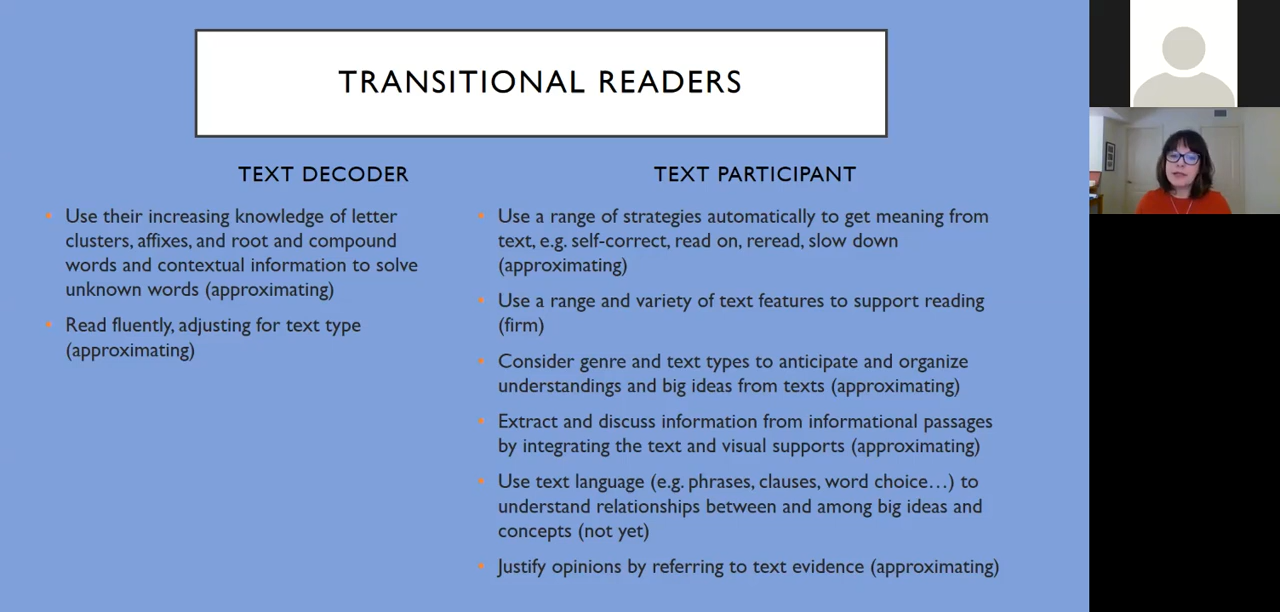 TRANSITIONAL READERS
TEXT DECODER
• Use their increasing knowledge of letter
clusters, affixes, and root and compound
words and contextual information to solve
unknown words (approximating)
• Read fluently, adjusting for text type
(approximating)
TEXT PARTICIPANT
• Use a range of strategies automatically to get meaning from
text, e.g. self-correct, read on, reread, slow down
(approximating)
• Use a range and variety of text features to support reading
(firm)
• Consider genre and text types to anticipate and organize
understandings and big ideas from texts (approximating)
• Extract and discuss information from informational passages
by integrating the text and visual supports (approximating)
• Use text language (e.g. phrases, clauses, word choice…) to
understand relationships between and among big ideas and
concepts (not yet)
• Justify opinions by referring to text evidence (approximating)